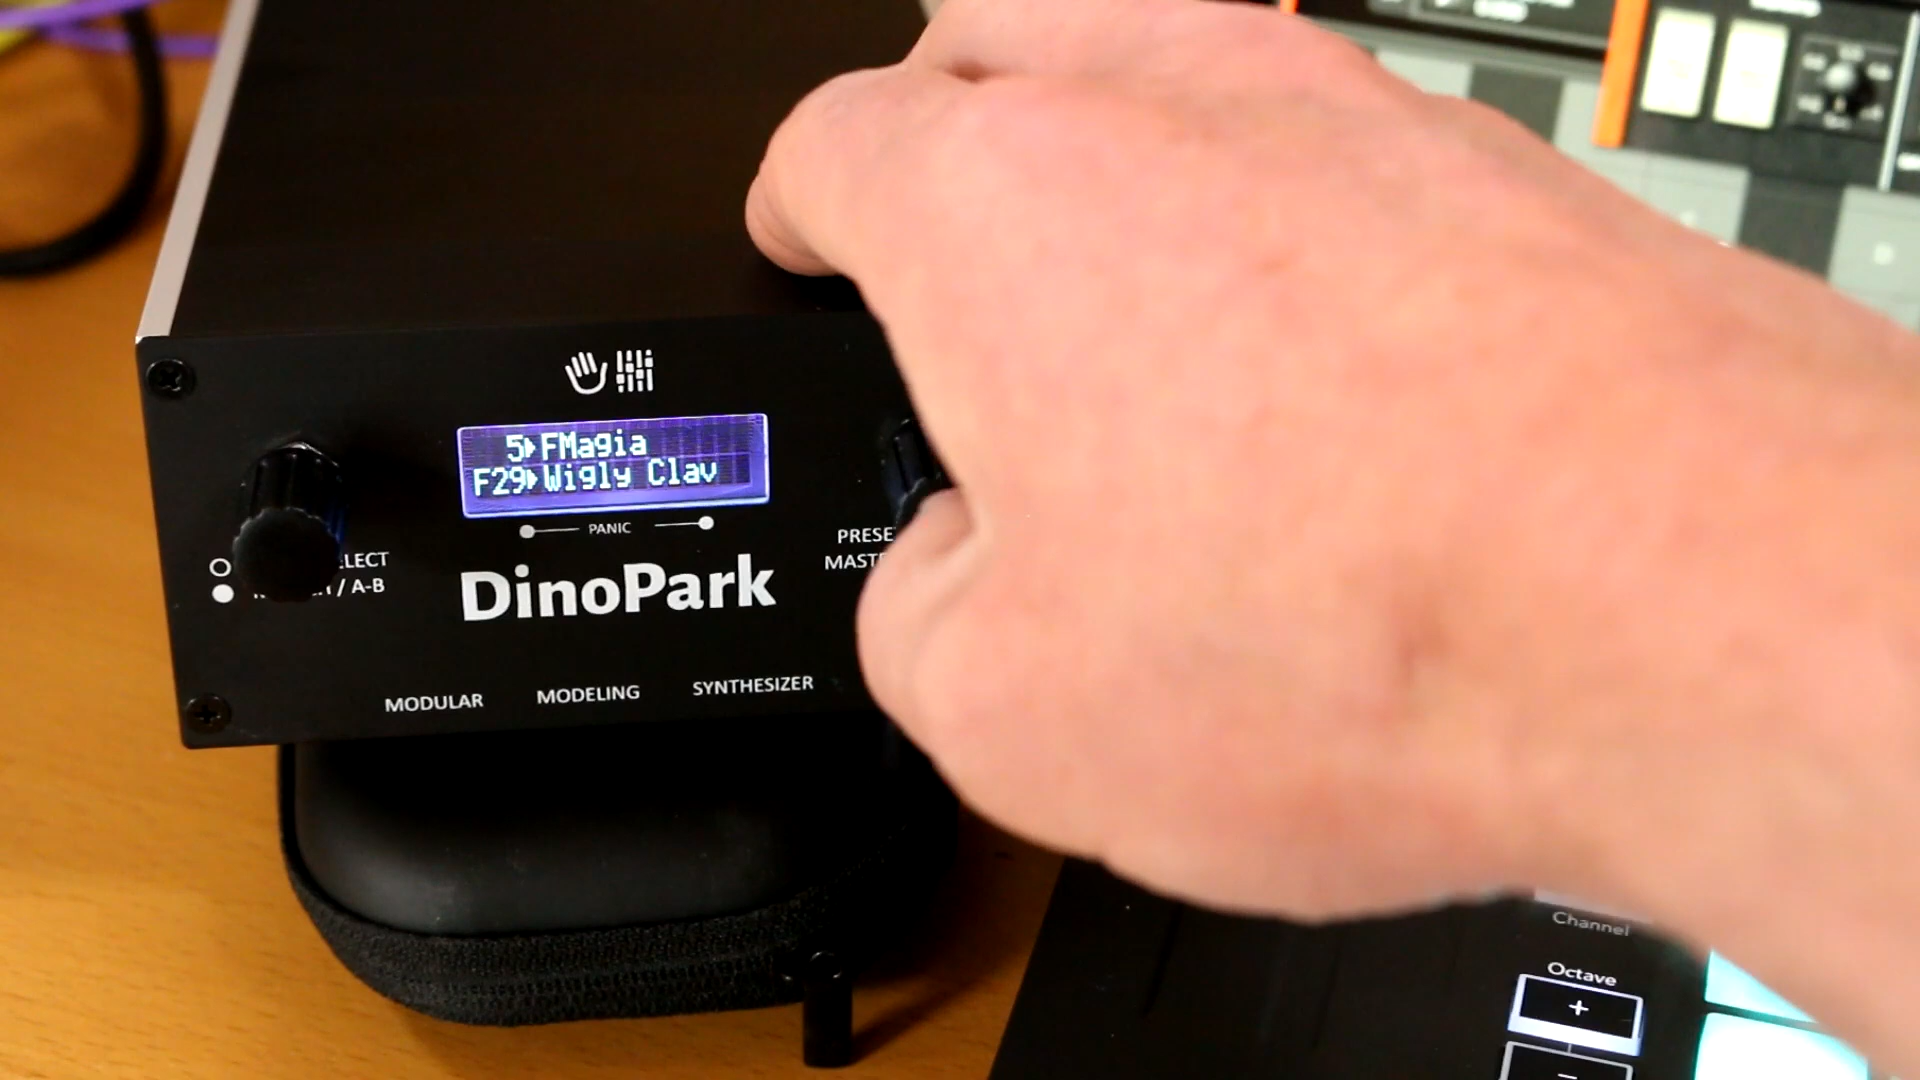 5 FMagia
F29 Wigly Clav
PANIC
DinoPark
/ A-B
MODULAR MODELING SYNTHESIZER
Channel
Octave
+
-